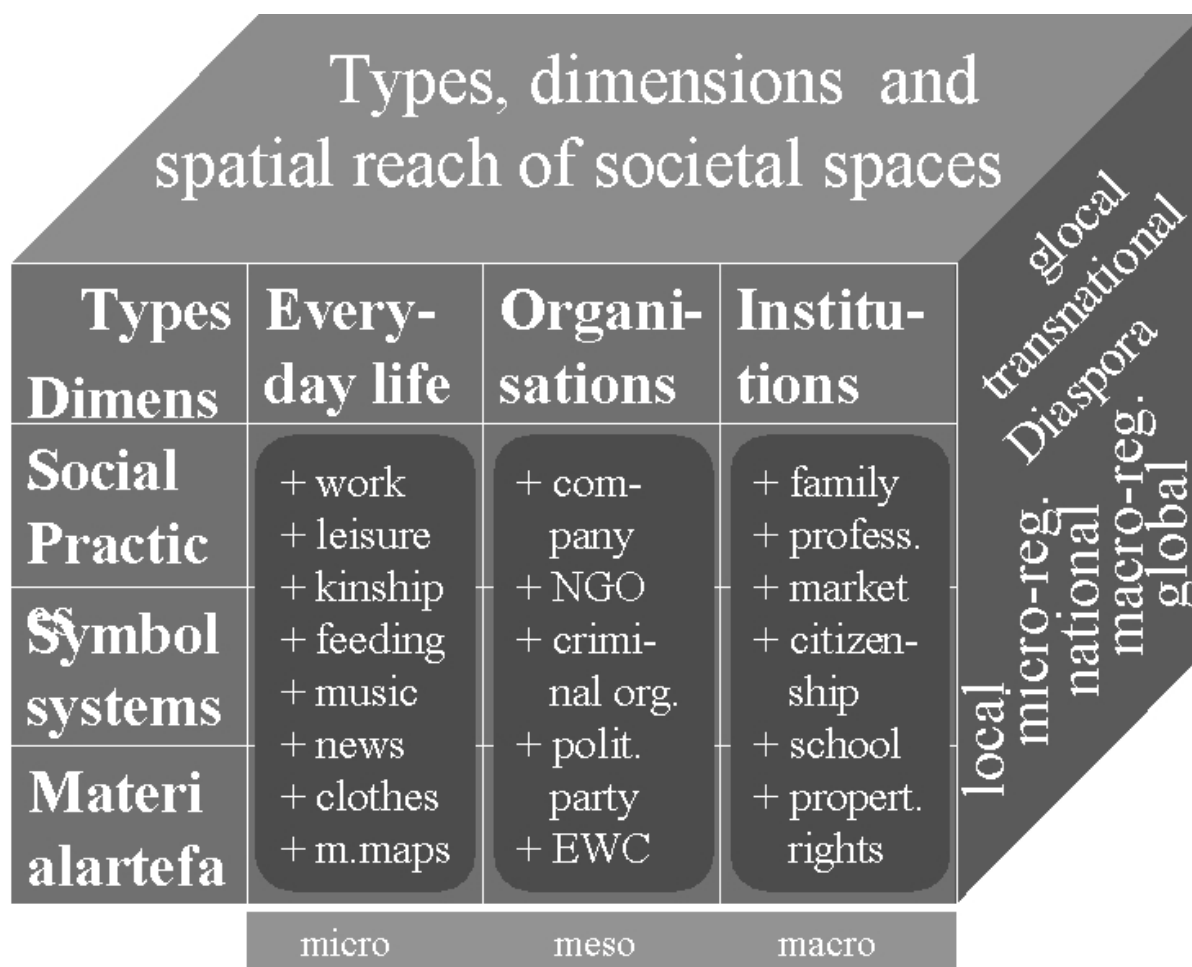 Types, dimensions and
spatial reach of societal spaces
Types
Dimens
Every-
day life
Organi-
sations
Institu-
tions
Social
Practic
es
Symbol
systems
Materi
alartefa
+ work
+ leisure
+ kinship
+ feeding
+ music
+ news
+ clothes
+ m.maps
+ com-
pany
+ NGO
+ crimi-
nal org.
+ polit.
party
+ EWC
+ family
+ profess.
+ market
+ citizen-
ship
+ school
+ propert.
rights
micro
meso
macro
glocal
transnational
Diaspora
local
micro-reg.
national
macro-reg.
global